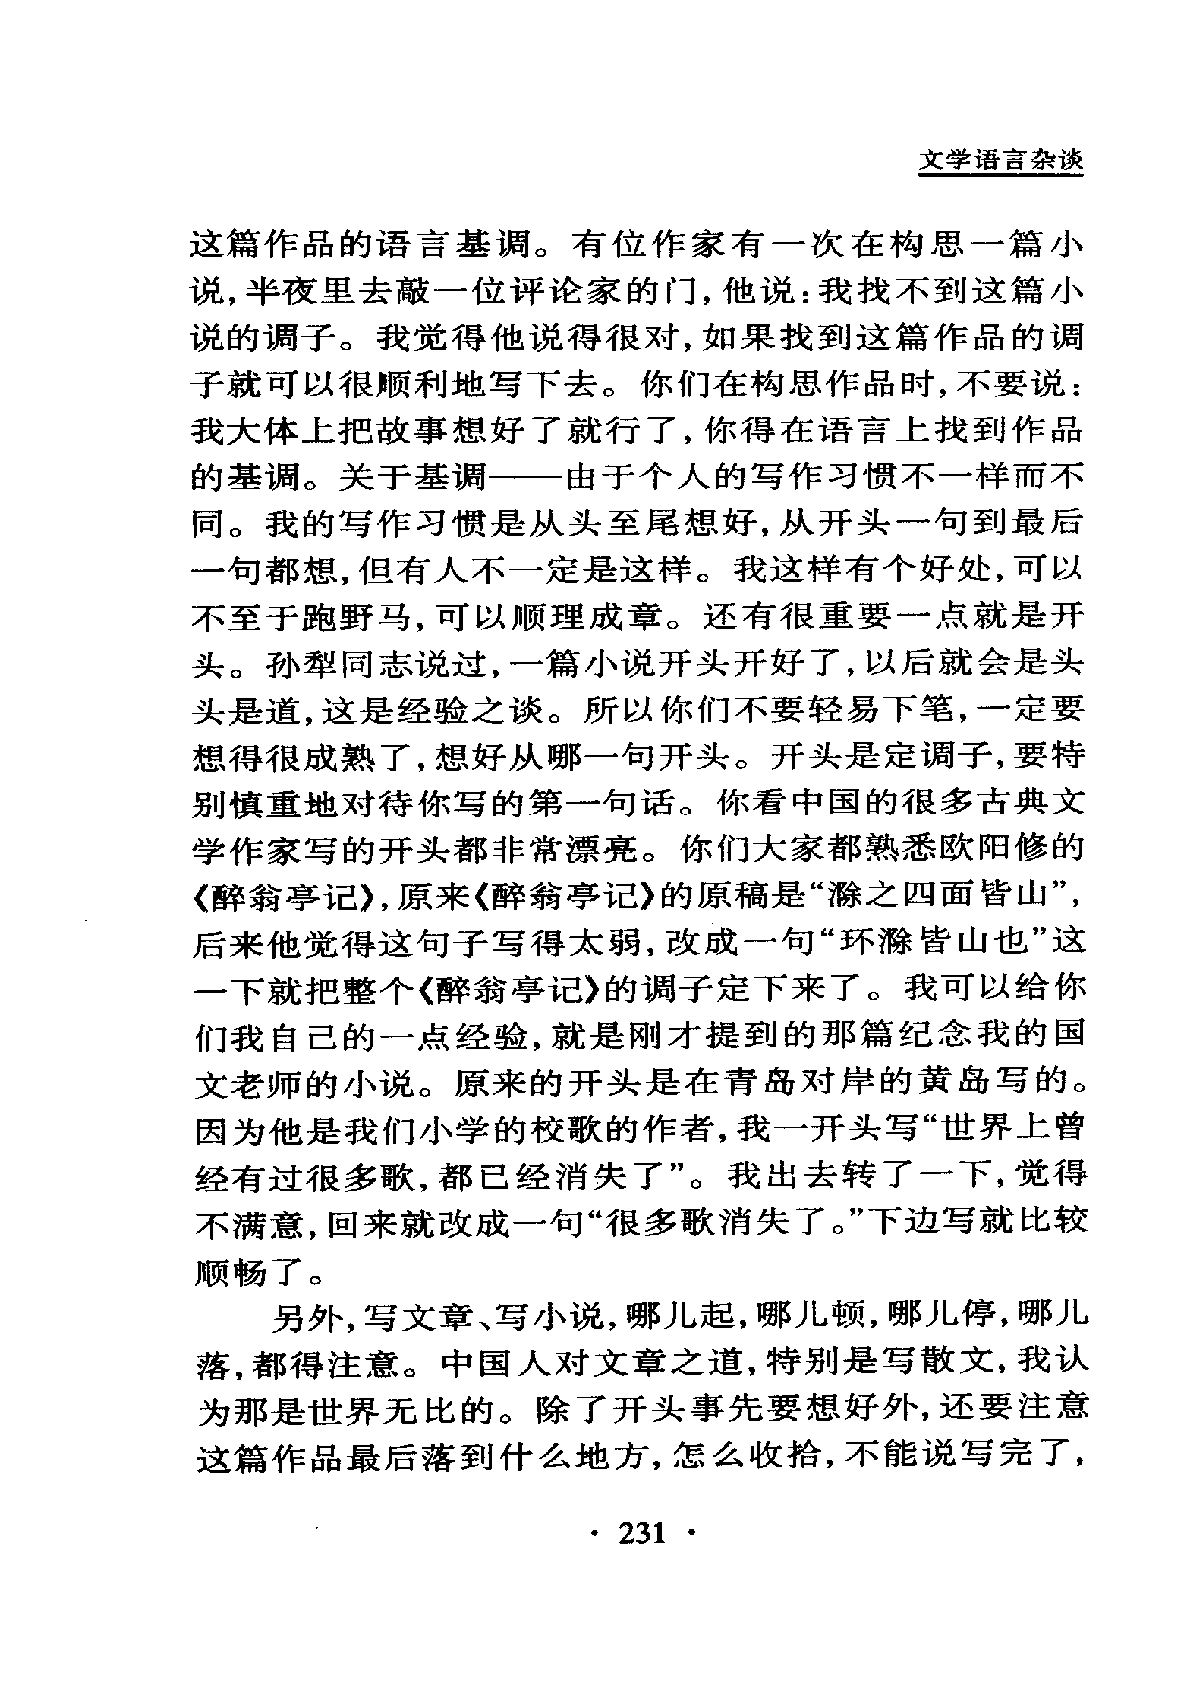 文学语言杂谈
这篇作品的语言基调。有位作家有一次在构思一篇小
说,半夜里去敲一位评论家的门,他说:我找不到这篇小
说的调子。我觉得他说得很对,如果找到这篇作品的调
子就可以很顺利地写下去。你们在构思作品时,不要说:
我大体上把故事想好了就行了,你得在语言上找到作品
的基调。关于基调——由于个人的写作习惯不一样而不
同。我的写作习惯是从头至尾想好,从开头一句到最后
一句都想,但有人不一定是这样。我这样有个好处,可以
不至于跑野马,可以顺理成章。还有很重要一点就是开
头。孙犁同志说过,一篇小说开头开好了,以后就会是头
头是道,这是经验之谈。所以你们不要轻易下笔,一定要
想得很成熟了,想好从哪一句开头。开头是定调子,要特
别慎重地对待你写的第一句话。你看中国的很多古典文
学作家写的开头都非常漂亮。你们大家都熟悉欧阳修的
《醉翁亭记》,原来《醉翁亭记》的原稿是“滁之四面皆山”,
后来他觉得这句子写得太弱,改成一句“环滁皆山也”这
一下就把整个《醉翁亭记》的调子定下来了。我可以给你
们我自己的一点经验,就是刚才提到的那篇纪念我的国
文老师的小说。原来的开头是在青岛对岸的黄岛写的。
因为他是我们小学的校歌的作者,我一开头写“世界上曾
经有过很多歌,都已经消失了”。我出去转了一下,觉得
不满意,回来就改成一句“很多歌消失了。”下边写就比较
顺畅了。
另外,写文章、写小说,哪儿起,哪儿顿,哪儿停,哪儿
落,都得注意。中国人对文章之道,特别是写散文,我认
为那是世界无比的。除了开头事先要想好外,还要注意
这篇作品最后落到什么地方,怎么收拾,不能说写完了,
· 231 ·